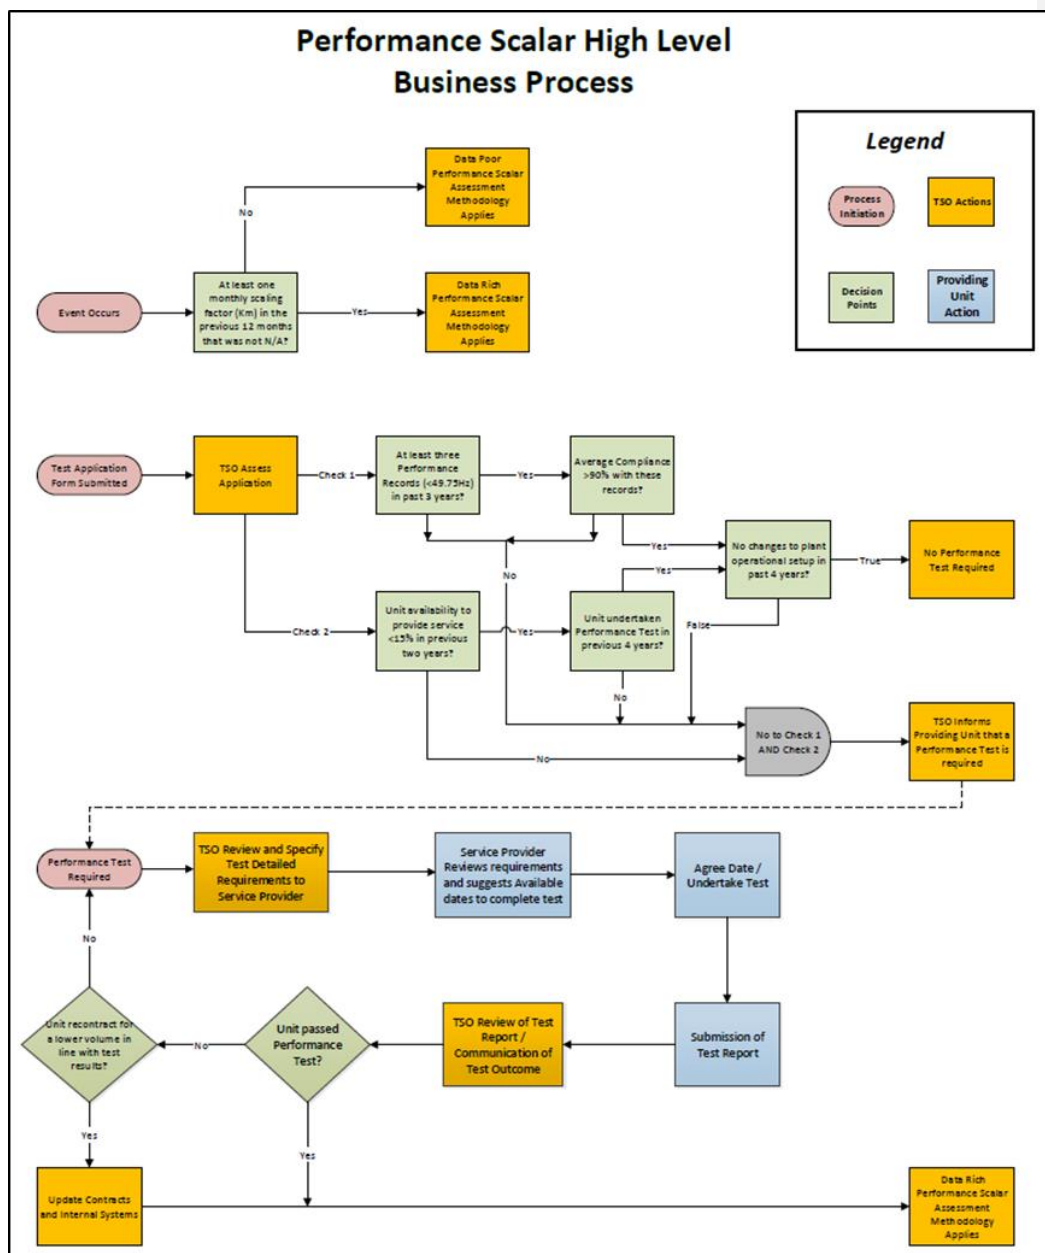 Performance Scalar High Level
Business Process
Legend
Process
Initiation
TSO Actions
Decision
Points
Providing
Unit
Action
Data Poor
Performance Scalar
Assessment
Methodology
Applies
No
Event Occurs
At least one
monthly scaling
factor (Km) in the
previous 12 months
that was not N/A?
Yes
Data Rich
Performance Scalar
Assessment
Methodology
Applies
Test Application
Form Submitted
TSO Assess
Application
Check 1
At least three
Performance
Records (<49.75Hz)
in past 3 years?
Yes
Average Compliance
>90% with these
records?
Yes
No changes to plant
operational setup in
past 4 years?
True
No Performance
Test Required
No
Yes
Check 2
Unit availability to
provide service
<15% in previous
two years?
Yes
Unit undertaken
Performance Test in
previous 4 years?
False
No
No
No to Check 1
AND Check 2
TSO Informs
Providing Unit that a
Performance Test is
required
Performance Test
Required
TSO Review and Specify
Test Detailed
Requirements to
Service Provider
Service Provider
Reviews requirements
and suggests Available
dates to complete test
Agree Date /
Undertake Test
No
Unit recontract for
a lower volume in
line with test
results?
No
Unit passed
Performance
Test?
TSO Review of Test
Report /
Communication of
Test Outcome
Submission of
Test Report
Yes
Yes
Update Contracts
and Internal Systems
Data Rich
Performance Scalar
Assessment
Methodology
Applies